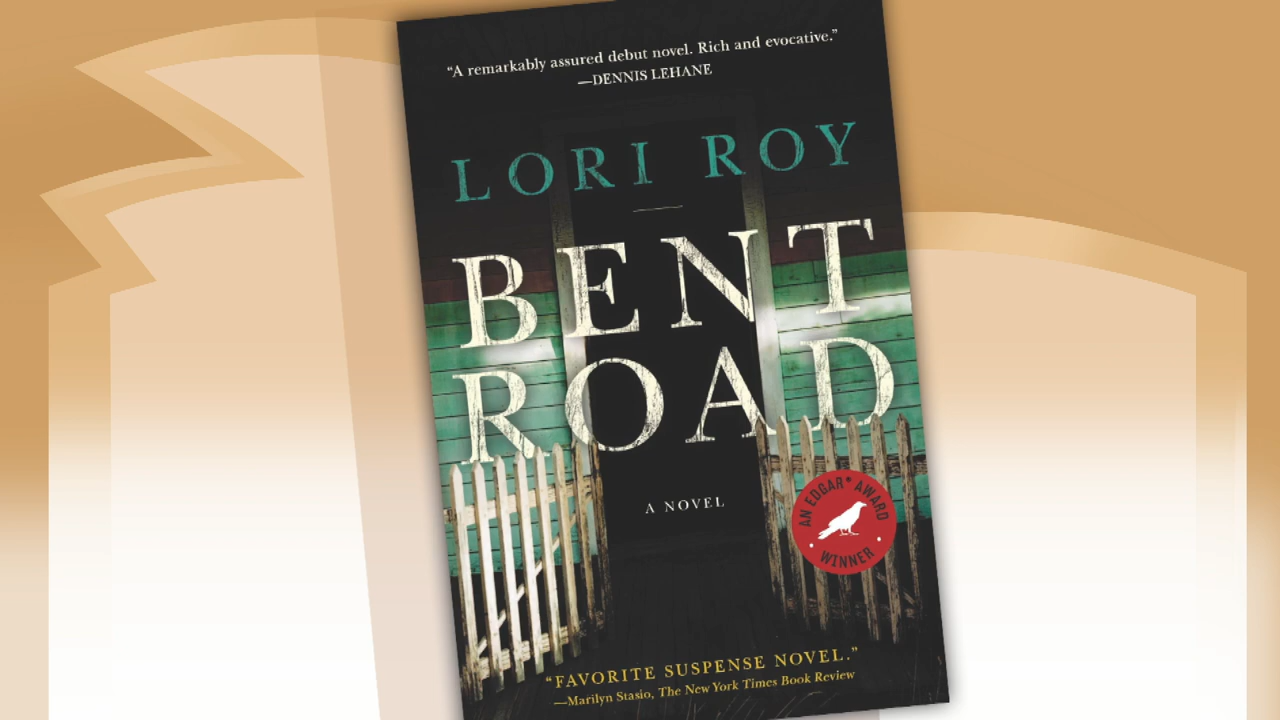 “A remarkably assured debut novel. Rich and evocative.”
—DENNIS LEHANE
LORI ROY
BENT
ROAD
A NOVEL
AN EDGAR® AWARD
WINNER
“FAVORITE SUSPENSE NOVEL.”
—Marilyn Stasio, The New York Times Book Review